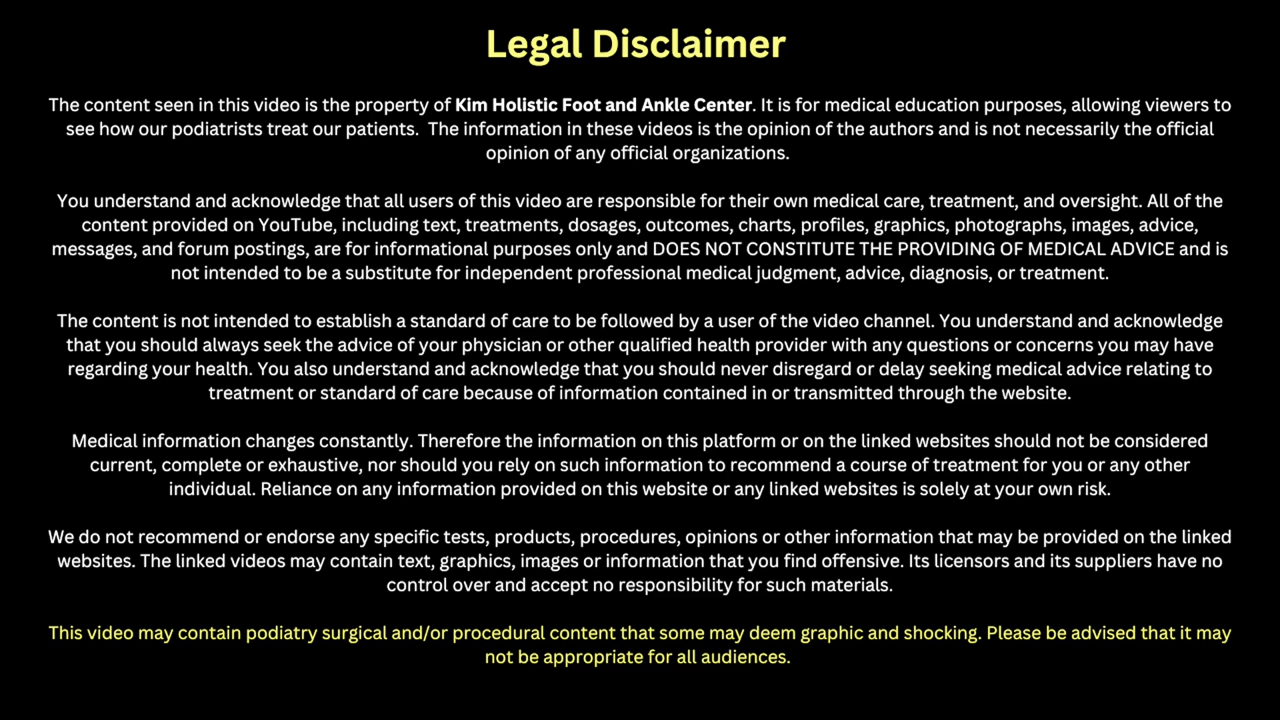 Legal Disclaimer
The content seen in this video is the property of Kim Holistic Foot and Ankle Center. It is for medical education purposes, allowing viewers to
see how our podiatrists treat our patients.  The information in these videos is the opinion of the authors and is not necessarily the official
opinion of any official organizations.
You understand and acknowledge that all users of this video are responsible for their own medical care, treatment, and oversight. All of the
content provided on YouTube, including text, treatments, dosages, outcomes, charts, profiles, graphics, photographs, images, advice,
messages, and forum postings, are for informational purposes only and DOES NOT CONSTITUTE THE PROVIDING OF MEDICAL ADVICE and is
not intended to be a substitute for independent professional medical judgment, advice, diagnosis, or treatment.
The content is not intended to establish a standard of care to be followed by a user of the video channel. You understand and acknowledge
that you should always seek the advice of your physician or other qualified health provider with any questions or concerns you may have
regarding your health. You also understand and acknowledge that you should never disregard or delay seeking medical advice relating to
treatment or standard of care because of information contained in or transmitted through the website.
Medical information changes constantly. Therefore the information on this platform or on the linked websites should not be considered
current, complete or exhaustive, nor should you rely on such information to recommend a course of treatment for you or any other
individual. Reliance on any information provided on this website or any linked websites is solely at your own risk.
We do not recommend or endorse any specific tests, products, procedures, opinions or other information that may be provided on the linked
websites. The linked videos may contain text, graphics, images or information that you find offensive. Its licensors and its suppliers have no
control over and accept no responsibility for such materials.
This video may contain podiatry surgical and/or procedural content that some may deem graphic and shocking. Please be advised that it may
not be appropriate for all audiences.